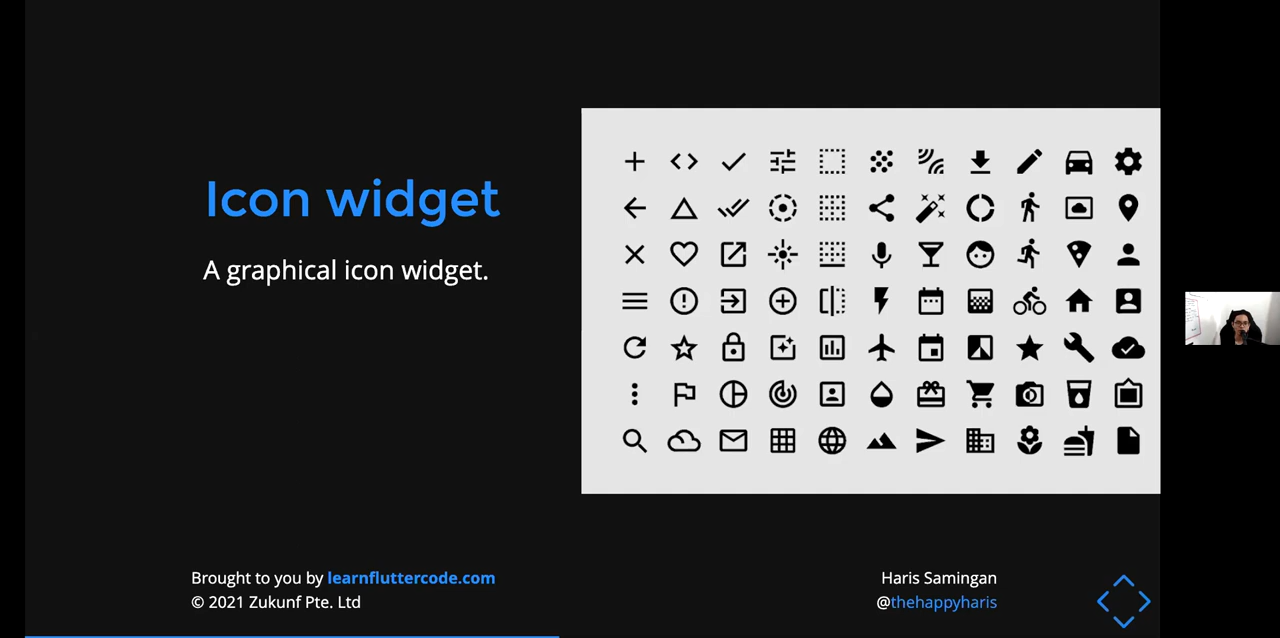 Icon widget
A graphical icon widget.
Brought to you by learnfluttercode.com
© 2021 Zukunf Pte. Ltd
Haris Samingan
@thehappyharis